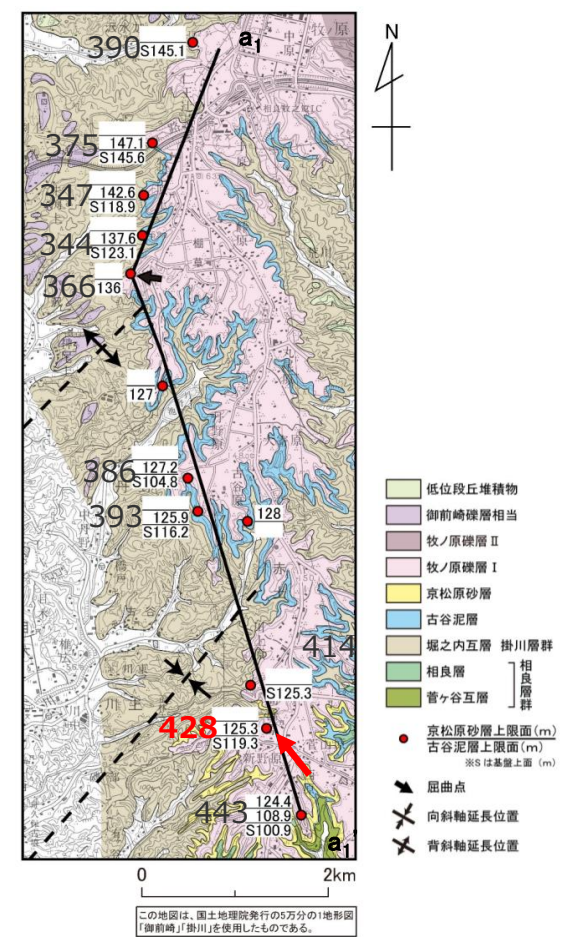 390
S145.1
a1
牧ノ原
中原
N
375
147.1
S145.6
347
142.6
S118.9
344
137.6
S123.1
366
136
127
386
127.2
S104.8
393
125.9
S116.2
128
414
S125.3
428
125.3
S119.3
443
124.4
108.9
S100.9
a1'
0
2km
低位段丘堆積物
御前崎礫層相当
牧ノ原礫層Ⅱ
牧ノ原礫層Ⅰ
京松原砂層
古谷泥層
堀之内互層 掛川層群
相良層
菅ヶ谷互層
相良層群
京松原砂層上限面(m)
古谷泥層上限面(m)
※Sは基盤上面(m)
屈曲点
向斜軸延長位置
背斜軸延長位置
この地図は、国土地理院発行の5万分の1地形図
「御前崎」「掛川」を使用したものである。